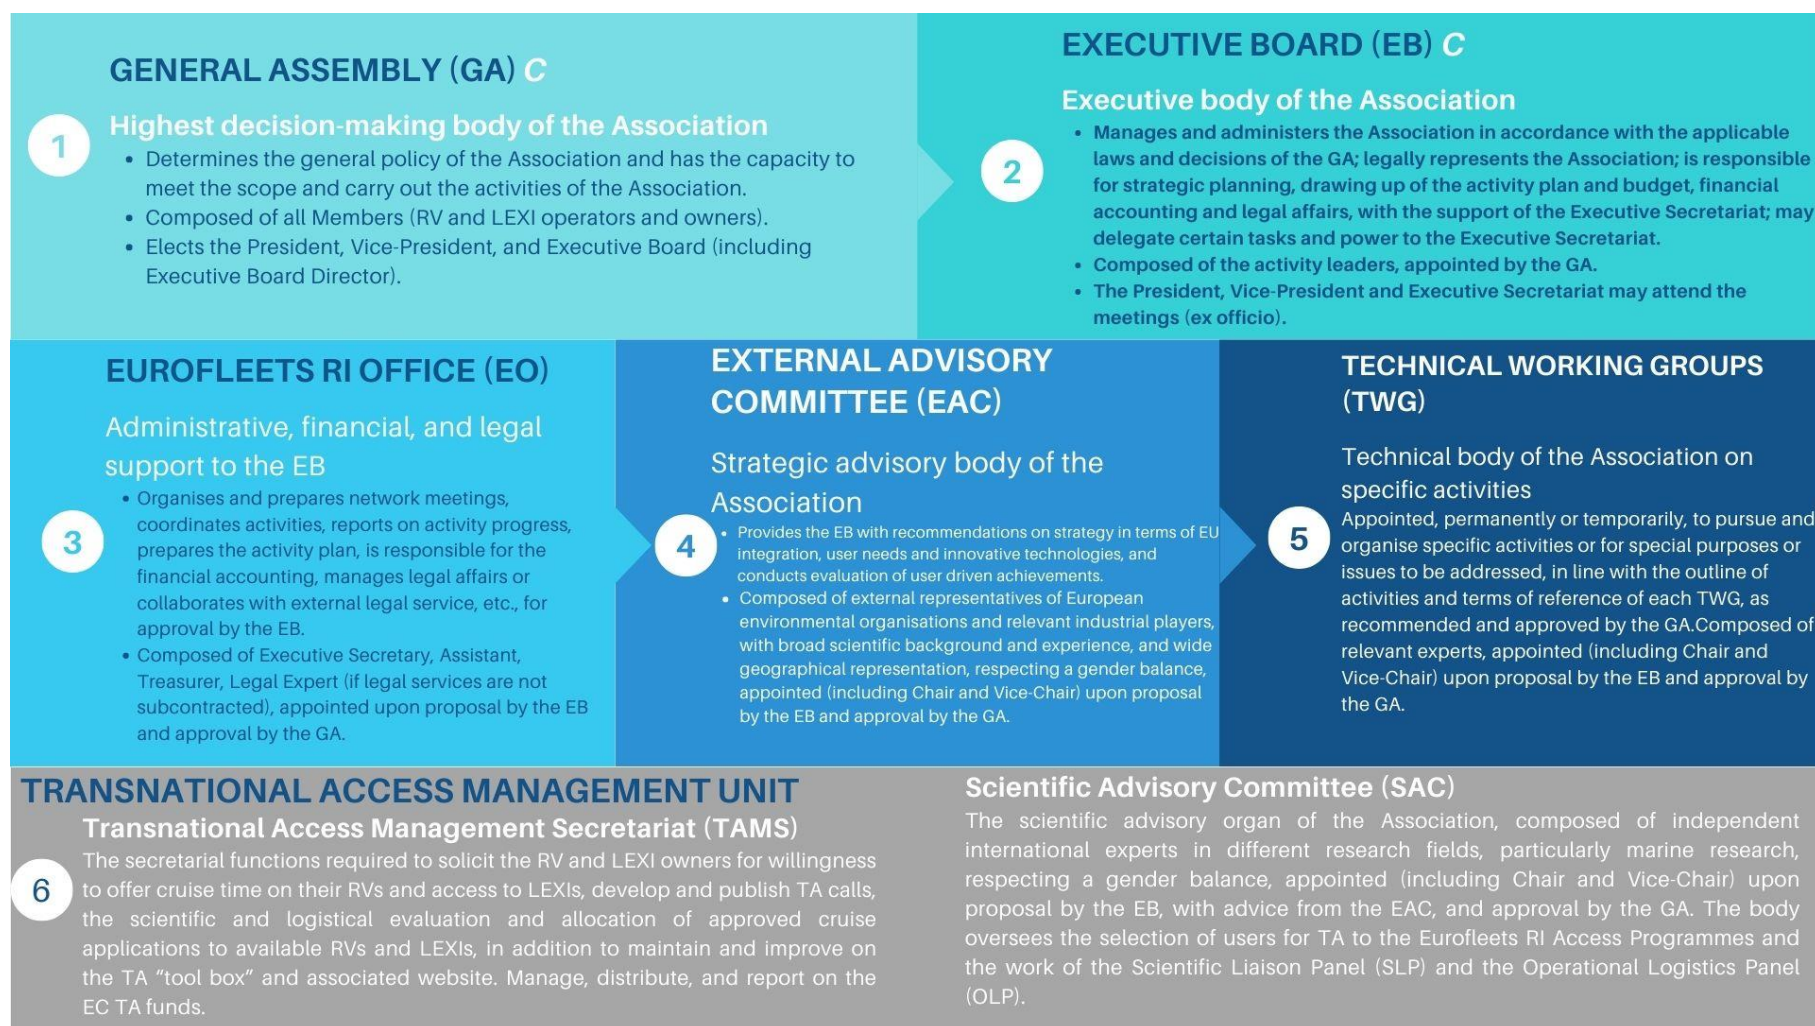 GENERAL ASSEMBLY (GA) C
1
Highest decision-making body of the Association
• Determines the general policy of the Association and has the capacity to
meet the scope and carry out the activities of the Association.
• Composed of all Members (RV and LEXI operators and owners).
• Elects the President, Vice-President, and Executive Board (including
Executive Board Director).
EXECUTIVE BOARD (EB) C
2
Executive body of the Association
• Manages and administers the Association in accordance with the applicable
laws and decisions of the GA; legally represents the Association; is responsible
for strategic planning, drawing up of the activity plan and budget, financial
accounting and legal affairs, with the support of the Executive Secretariat; may
delegate certain tasks and power to the Executive Secretariat.
• Composed of the activity leaders, appointed by the GA.
• The President, Vice-President and Executive Secretariat may attend the
meetings (ex officio).
EUROFLEETS RI OFFICE (EO)
Administrative, financial, and legal
support to the EB
3
• Organises and prepares network meetings,
coordinates activities, reports on activity progress,
prepares the activity plan, is responsible for the
financial accounting, manages legal affairs or
collaborates with external legal service, etc., for
approval by the EB.
• Composed of Executive Secretary, Assistant,
Treasurer, Legal Expert (if legal services are not
subcontracted), appointed upon proposal by the EB
and approval by the GA.
EXTERNAL ADVISORY
COMMITTEE (EAC)
Strategic advisory body of the
Association
4
• Provides the EB with recommendations on strategy in terms of EU
integration, user needs and innovative technologies, and
conducts evaluation of user driven achievements.
• Composed of external representatives of European
environmental organisations and relevant industrial players,
with broad scientific background and experience, and wide
geographical representation, respecting a gender balance,
appointed (including Chair and Vice-Chair) upon proposal
by the EB and approval by the GA.
TECHNICAL WORKING GROUPS
(TWG)
Technical body of the Association on
specific activities
5
Appointed, permanently or temporarily, to pursue and
organise specific activities or for special purposes or
issues to be addressed, in line with the outline of
activities and terms of reference of each TWG, as
recommended and approved by the GA.Composed of
relevant experts, appointed (including Chair and
Vice-Chair) upon proposal by the EB and approval by
the GA.
TRANSNATIONAL ACCESS MANAGEMENT UNIT
Transnational Access Management Secretariat (TAMS)
6
The secretarial functions required to solicit the RV and LEXI owners for willingness
to offer cruise time on their RVs and access to LEXIs, develop and publish TA calls,
the scientific and logistical evaluation and allocation of approved cruise
applications to available RVs and LEXIs, in addition to maintain and improve on
the TA “tool box” and associated website. Manage, distribute, and report on the
EC TA funds.
Scientific Advisory Committee (SAC)
The scientific advisory organ of the Association, composed of independent
international experts in different research fields, particularly marine research,
respecting a gender balance, appointed (including Chair and Vice-Chair) upon
proposal by the EB, with advice from the EAC, and approval by the GA. The body
oversees the selection of users for TA to the Eurofleets RI Access Programmes and
the work of the Scientific Liaison Panel (SLP) and the Operational Logistics Panel
(OLP).